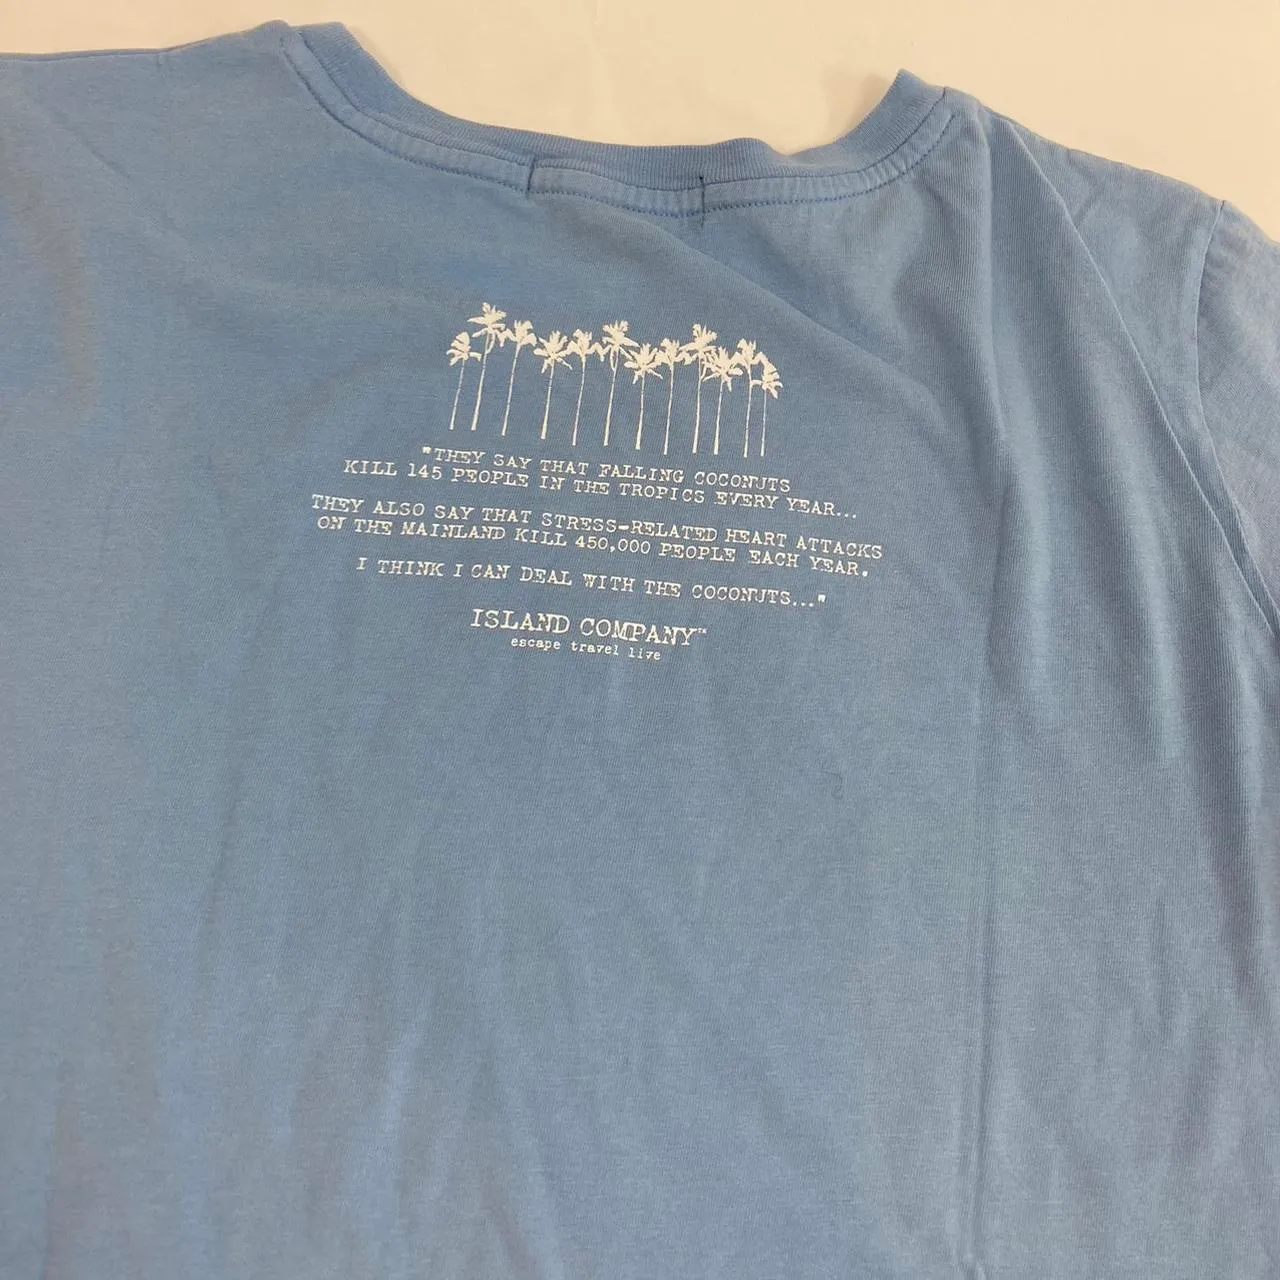 "THEY SAY THAT FALLING COCONUTS
KILL 145 PEOPLE IN THE TROPICS EVERY YEAR...
THEY ALSO SAY THAT STRESS-RELATED HEART ATTACKS
ON THE MAINLAND KILL 450,000 PEOPLE EACH YEAR.
I THINK I CAN DEAL WITH THE COCONUTS..."
ISLAND COMPANY™
escape travel live